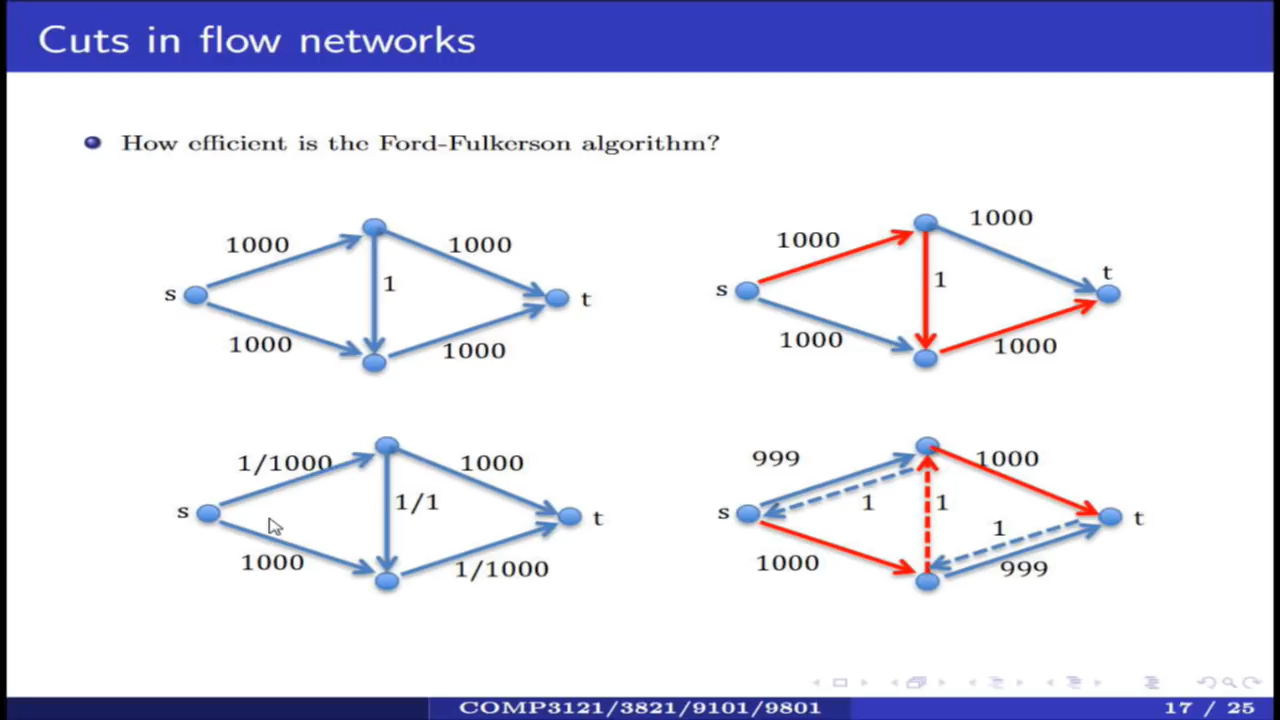 Cuts in flow networks
How efficient is the Ford-Fulkerson algorithm?
1000
1000
s
1
t
1000
1000
1000
1000
s
1
t
1000
1000
1/1000
1000
s
1/1
t
1000
1/1000
999
1000
s
1
1
1
t
1000
999
COMP3121/3821/9101/9801
17 / 25